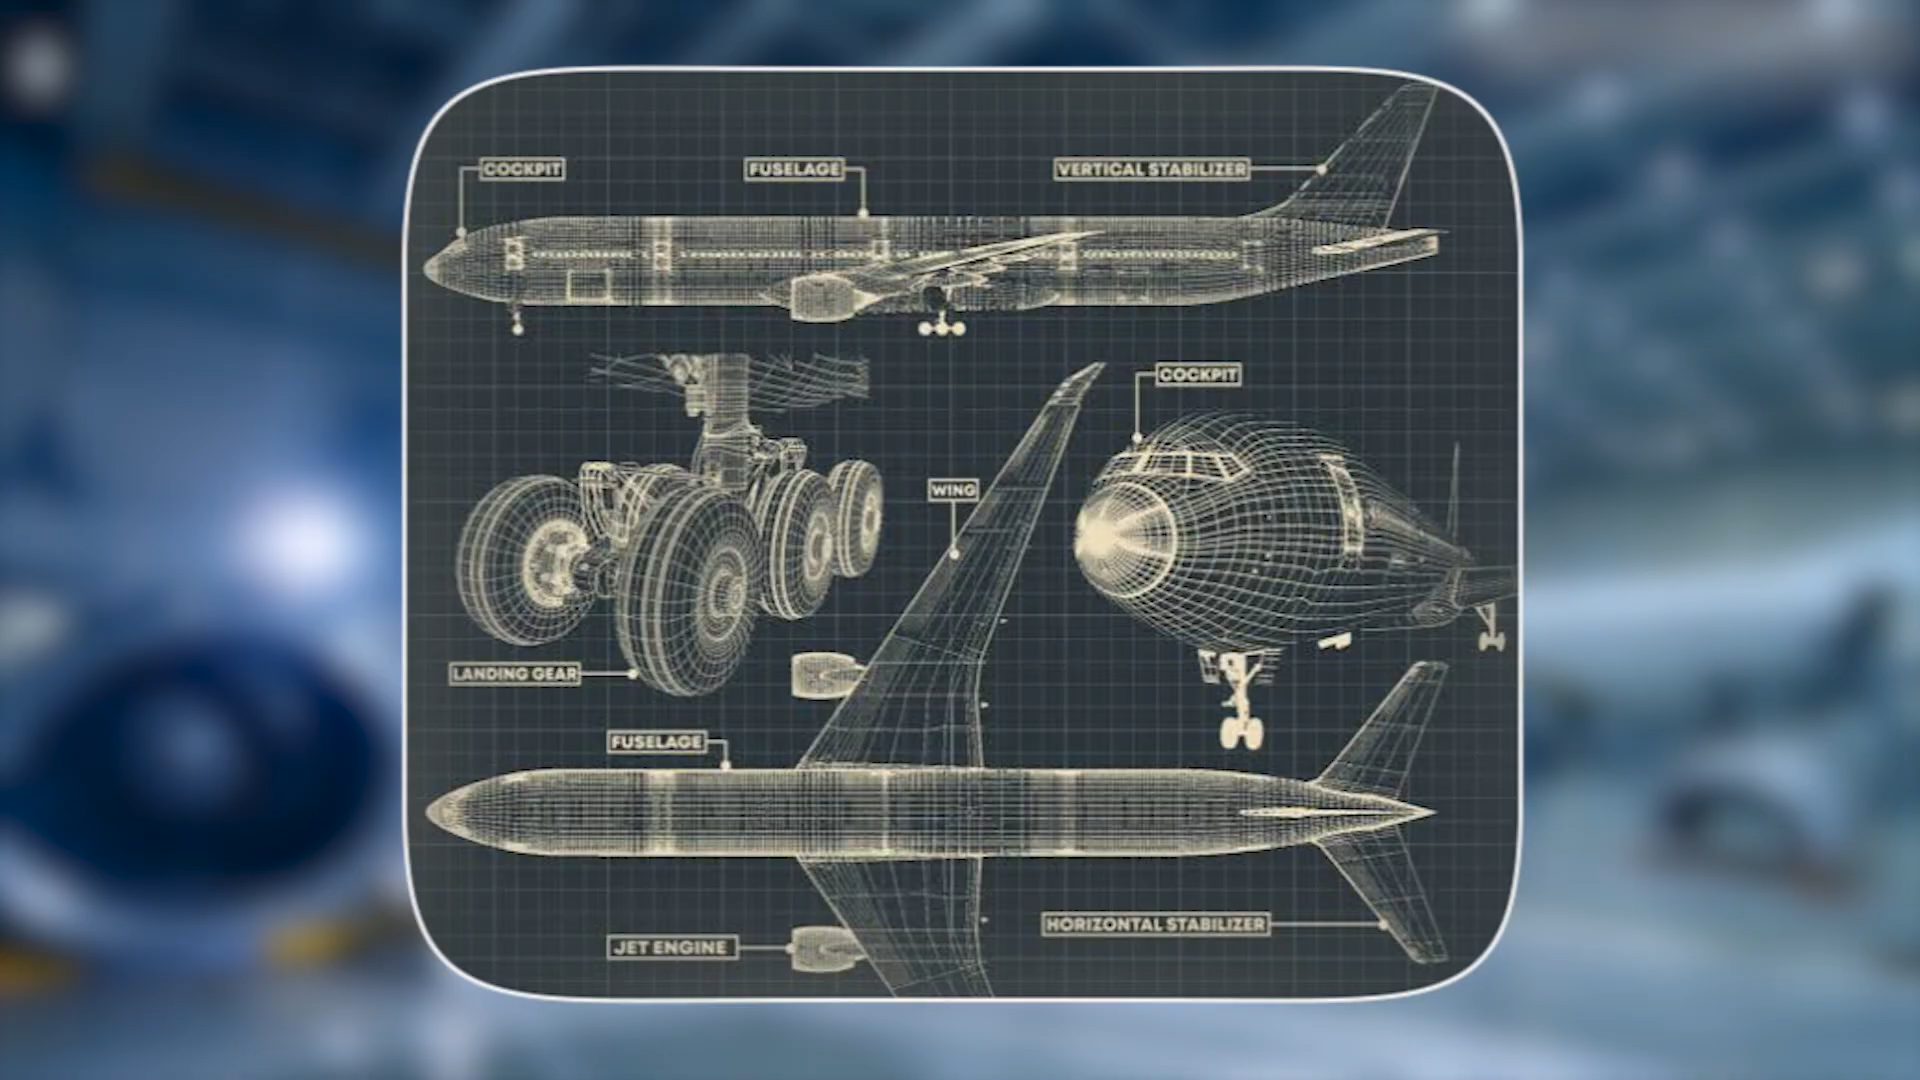 COCKPIT
FUSELAGE
VERTICAL STABILIZER
COCKPIT
WING
LANDING GEAR
FUSELAGE
HORIZONTAL STABILIZER
JET ENGINE